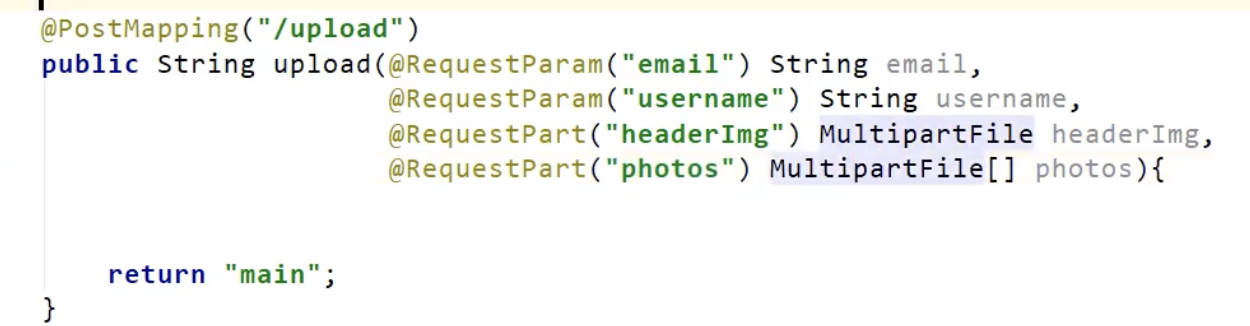 @PostMapping("/upload")
public String upload(@RequestParam("email") String email,
@RequestParam("username") String username,
@RequestPart("headerImg") MultipartFile headerImg,
@RequestPart("photos") MultipartFile[] photos){
return "main";
}